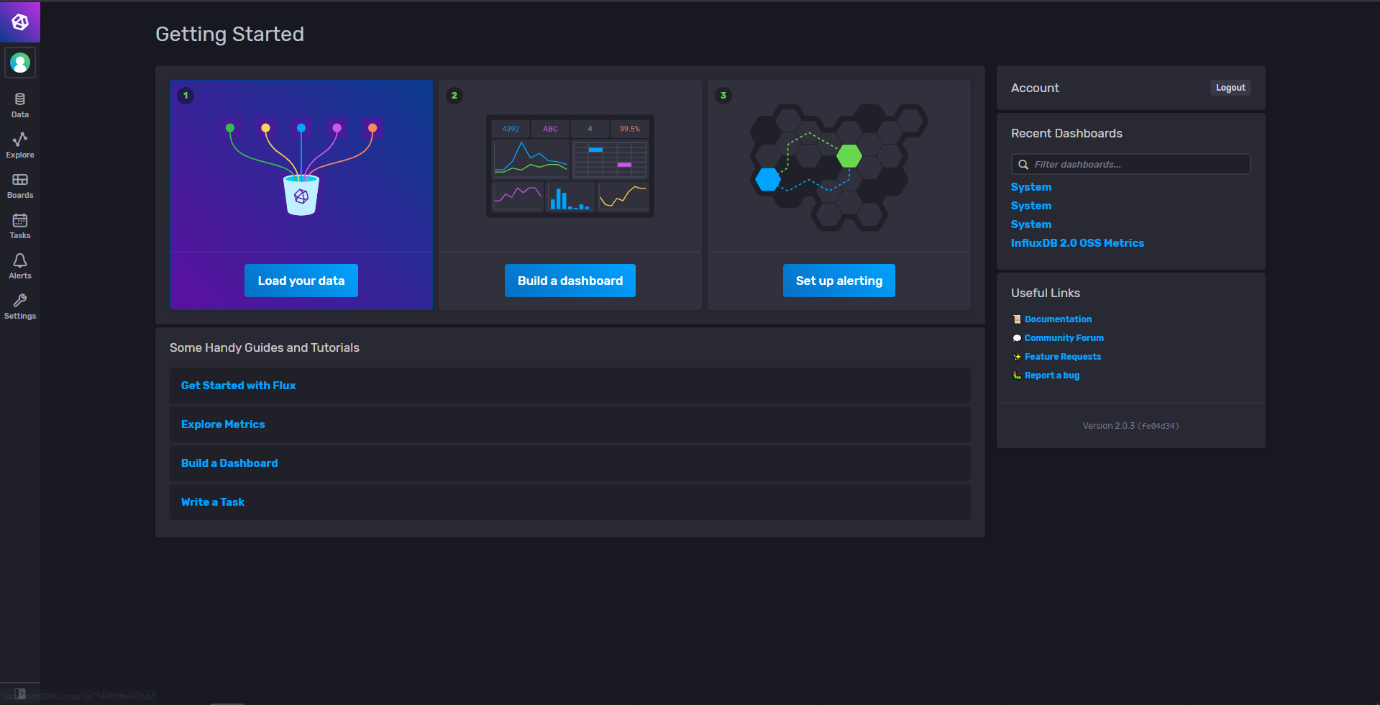 Getting Started
Data
Explore
Boards
Tasks
Alerts
Settings
1
Load your data
2
4392 ABC 4 99.5%
Build a dashboard
3
Set up alerting
Some Handy Guides and Tutorials
Get Started with Flux
Explore Metrics
Build a Dashboard
Write a Task
Account
Logout
Recent Dashboards
Filter dashboards...
System
System
System
InfluxDB 2.0 OSS Metrics
Useful Links
Documentation
Community Forum
Feature Requests
Report a bug
Version 2.0.3 (fe04d34)